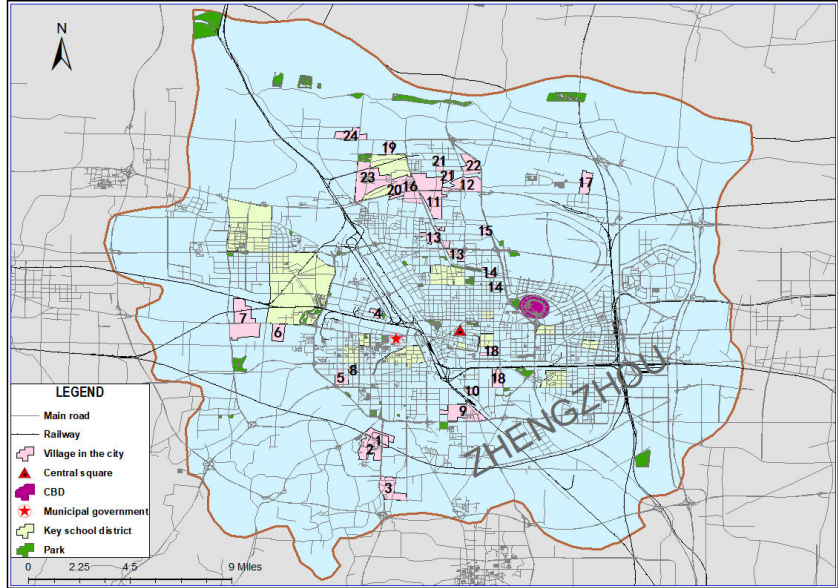 N
24
19
21
22
23
21
20
16
12
17
11
13
15
13
14
14
4
7
6
18
8
5
18
10
9
ZHENGZHOU
1
2
3
LEGEND
Main road
Railway
Village in the city
Central square
CBD
Municipal government
Key school district
Park
0 2.25 4.5 9 Miles